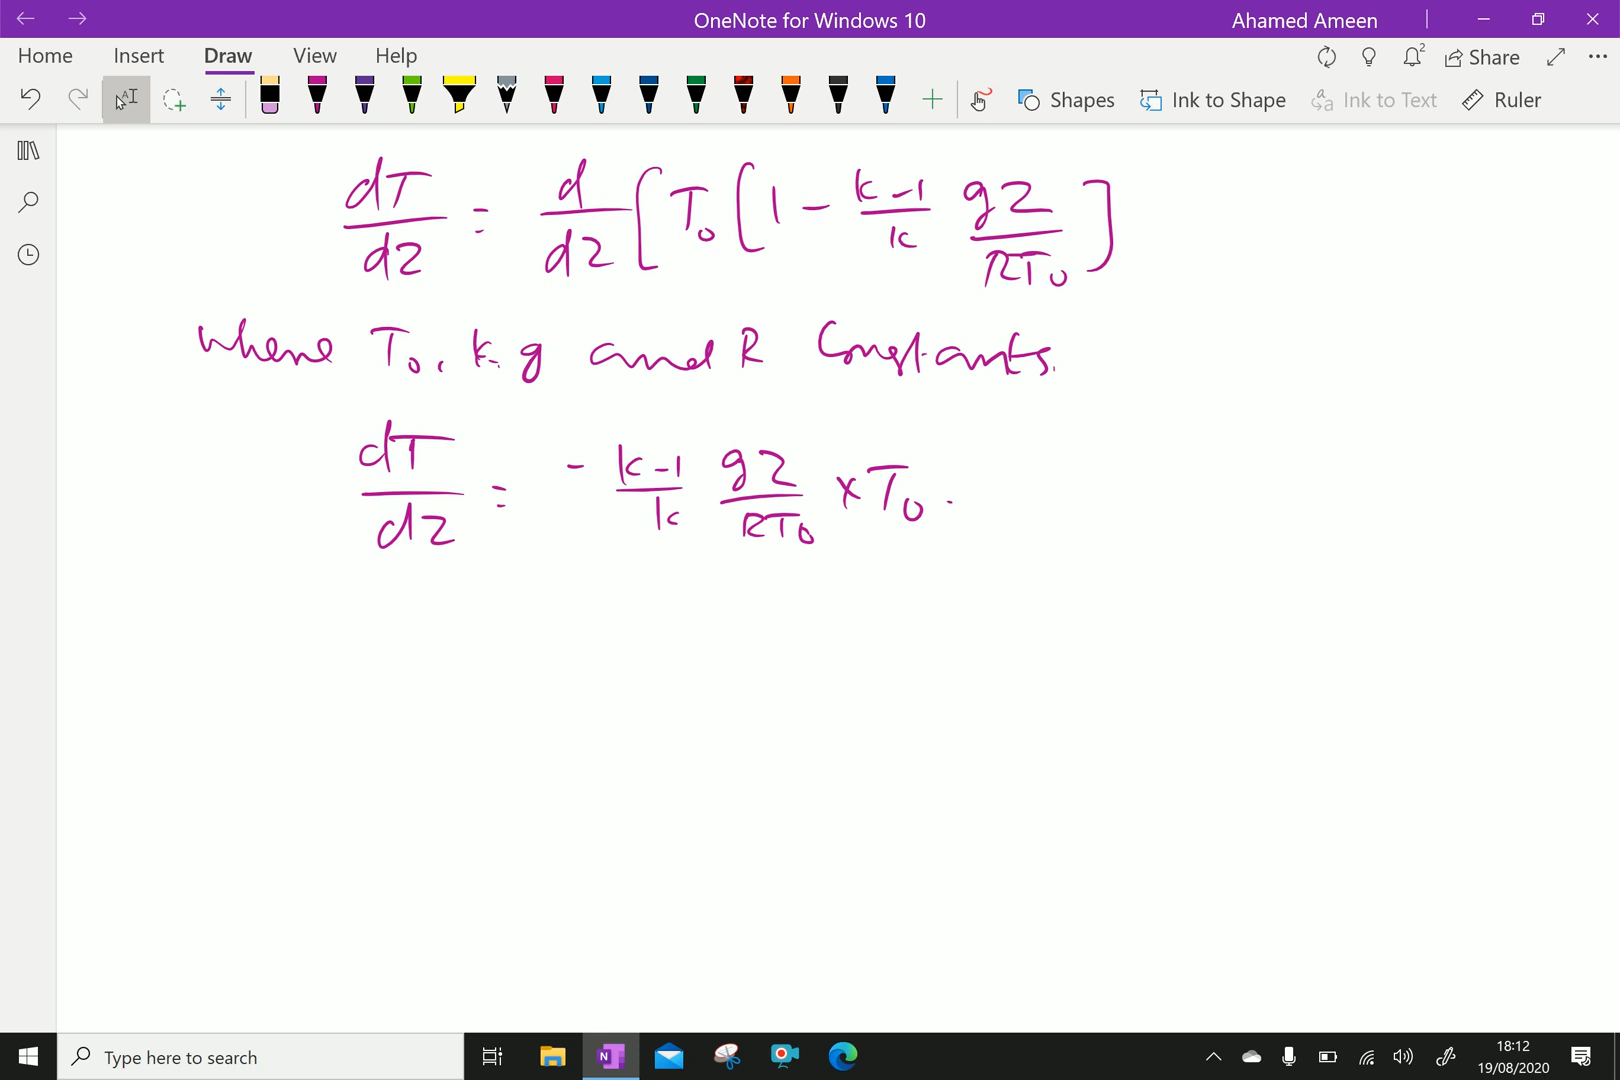 OneNote for Windows 10
Ahamed Ameen
Home Insert Draw View Help
2 Share
Shapes Ink to Shape Ink to Text Ruler
dT/dz = d/dz [T₀ (1 - k-1/k gz/RT₀]
where T₀, k, g and R Constants.
dT/dz = - k-1/k gz/RT₀ × T₀.
Type here to search
18:12
19/08/2020